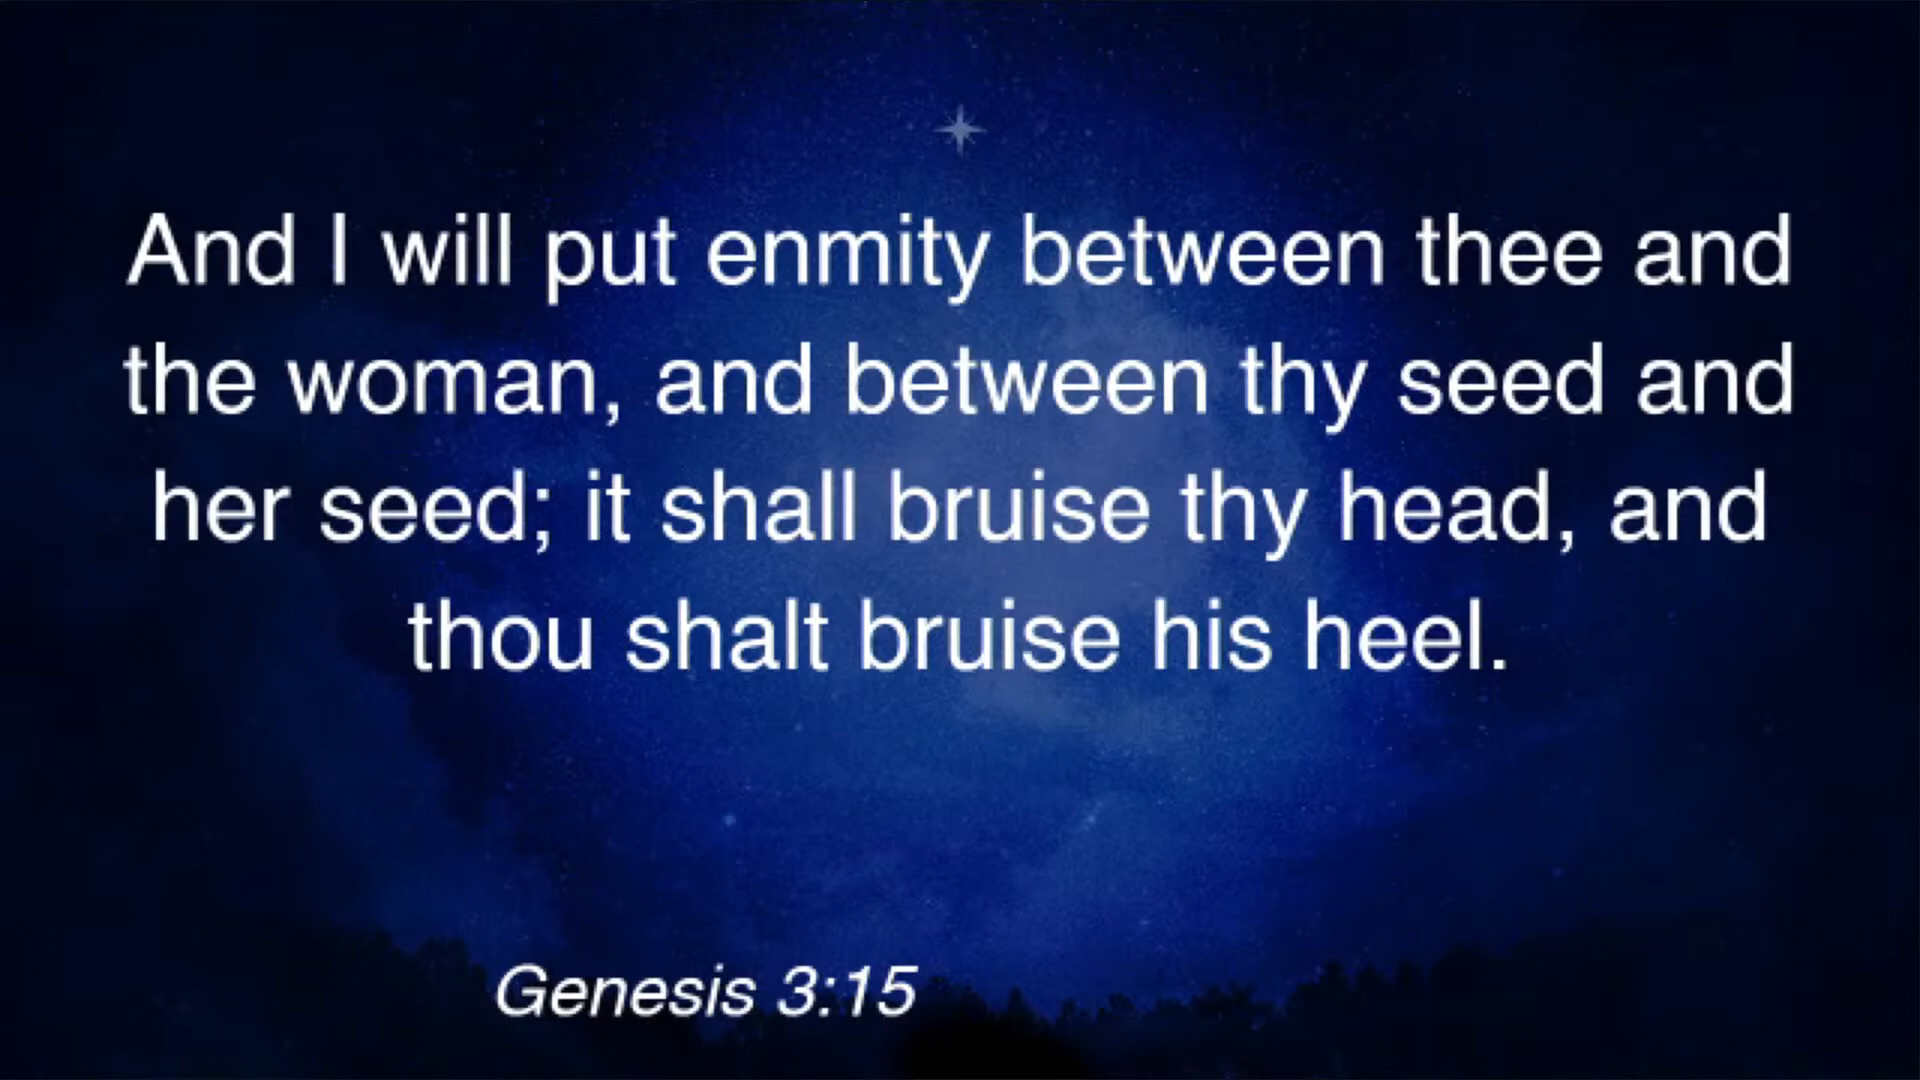 And I will put enmity between thee and
the woman, and between thy seed and
her seed; it shall bruise thy head, and
thou shalt bruise his heel.
Genesis 3:15